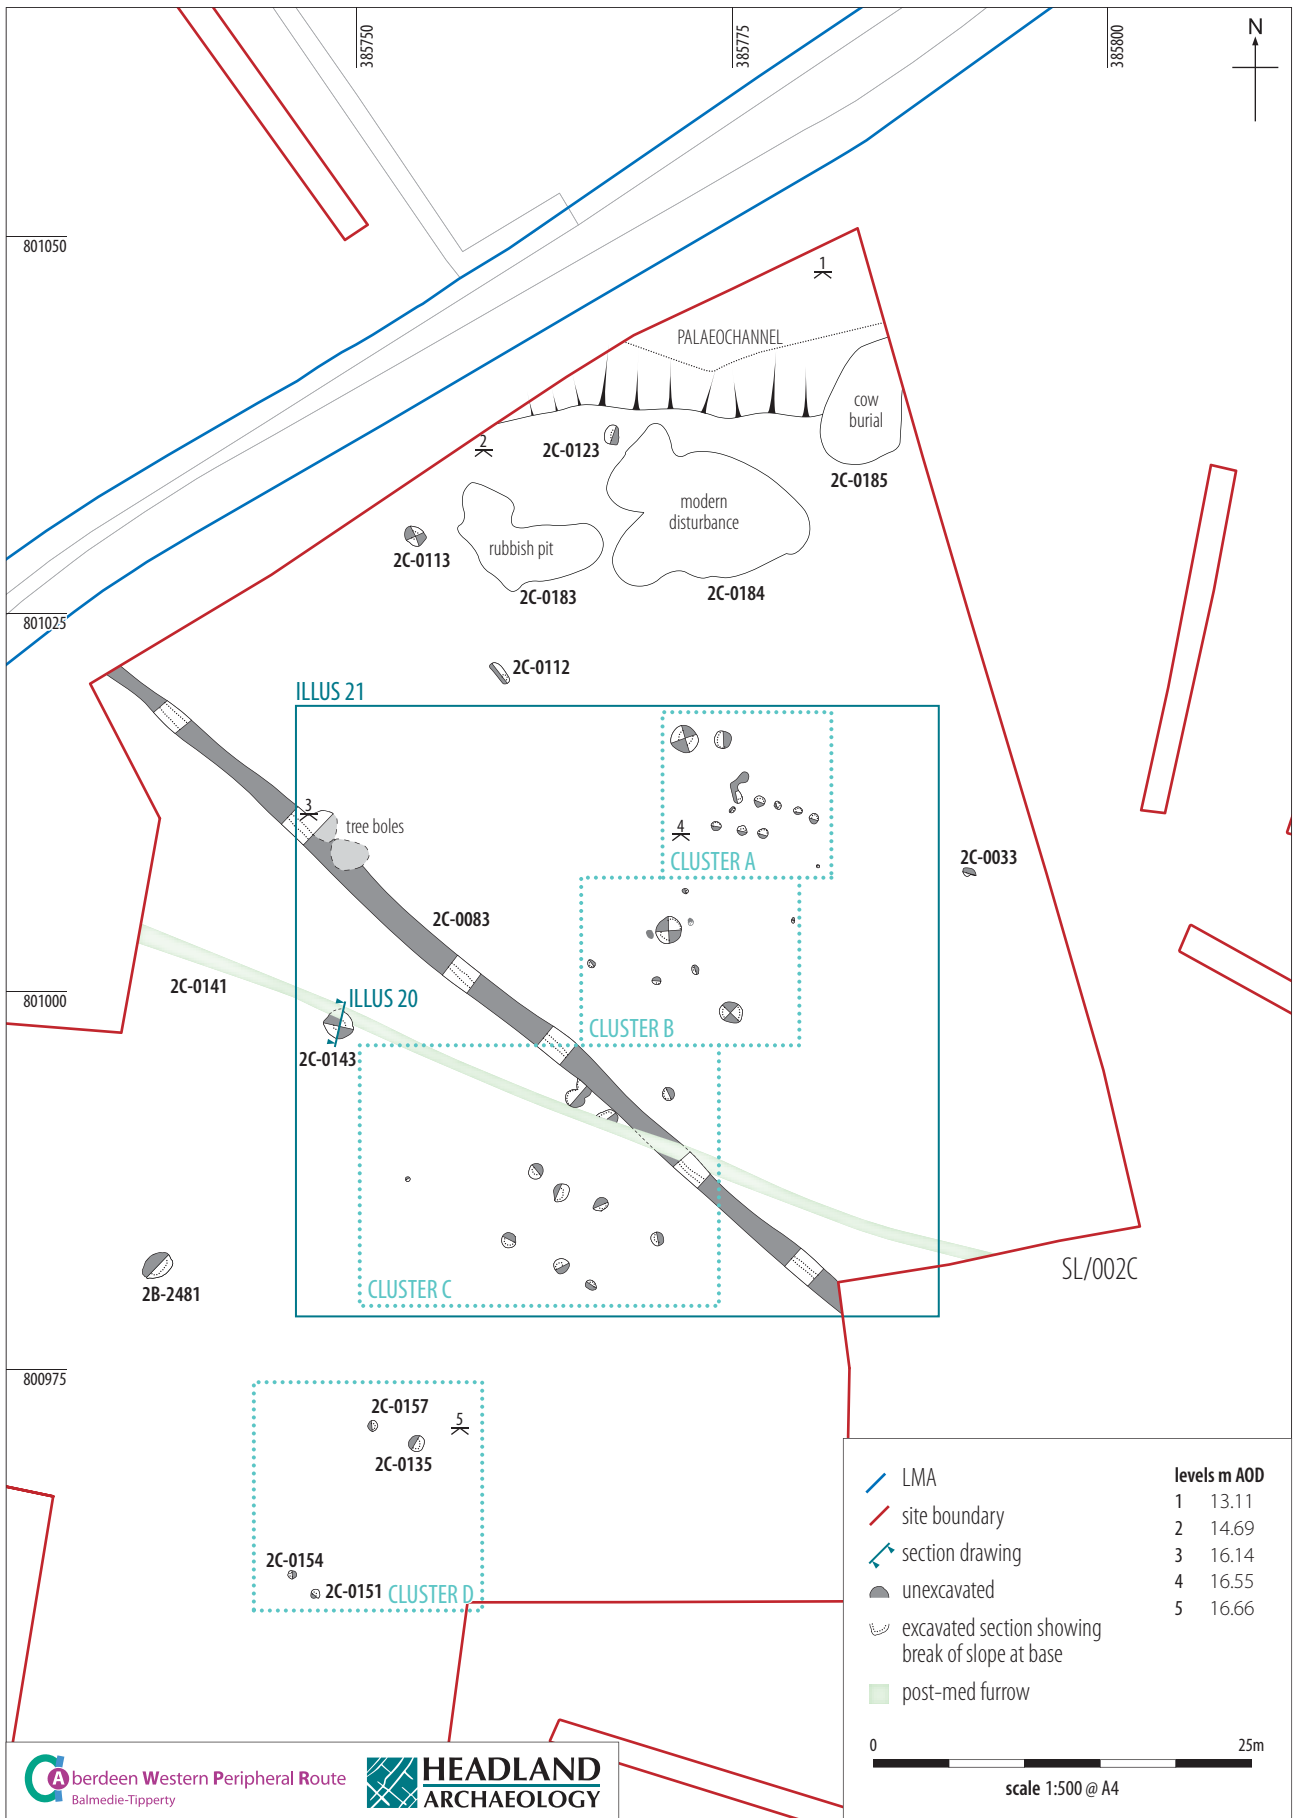 385750
385775
385800
N
801050
1
PALAEOCHANNEL
cow
burial
2
2C-0123
2C-0185
modern
disturbance
rubbish pit
2C-0113
2C-0183
2C-0184
801025
2C-0112
ILLUS 21
3
tree boles
4
CLUSTER A
2C-0033
2C-0083
2C-0141
801000
ILLUS 20
CLUSTER B
2C-0143
SL/002C
2B-2481
CLUSTER C
800975
2C-0157
5
2C-0135
2C-0154
2C-0151
CLUSTER D
LMA
site boundary
section drawing
unexcavated
excavated section showing
break of slope at base
post-med furrow
levels m AOD
1 13.11
2 14.69
3 16.14
4 16.55
5 16.66
0 25m
scale 1:500 @ A4
Aberdeen Western Peripheral Route
Balmedie-Tipperty
HEADLAND
ARCHAEOLOGY